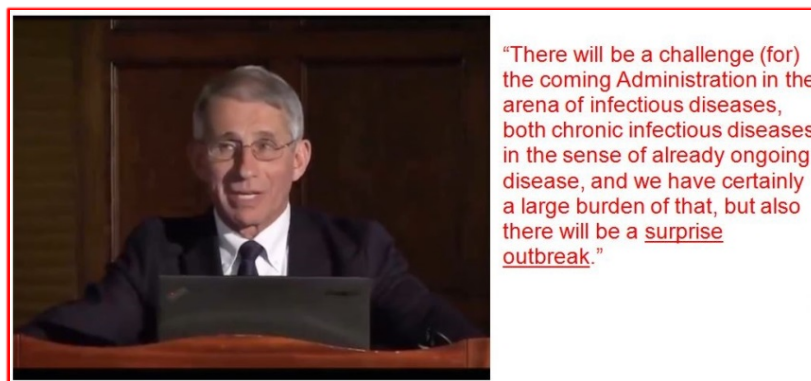 “There will be a challenge (for)
the coming Administration in the
arena of infectious diseases,
both chronic infectious diseases
in the sense of already ongoing
disease, and we have certainly
a large burden of that, but also
there will be a surprise
outbreak.”